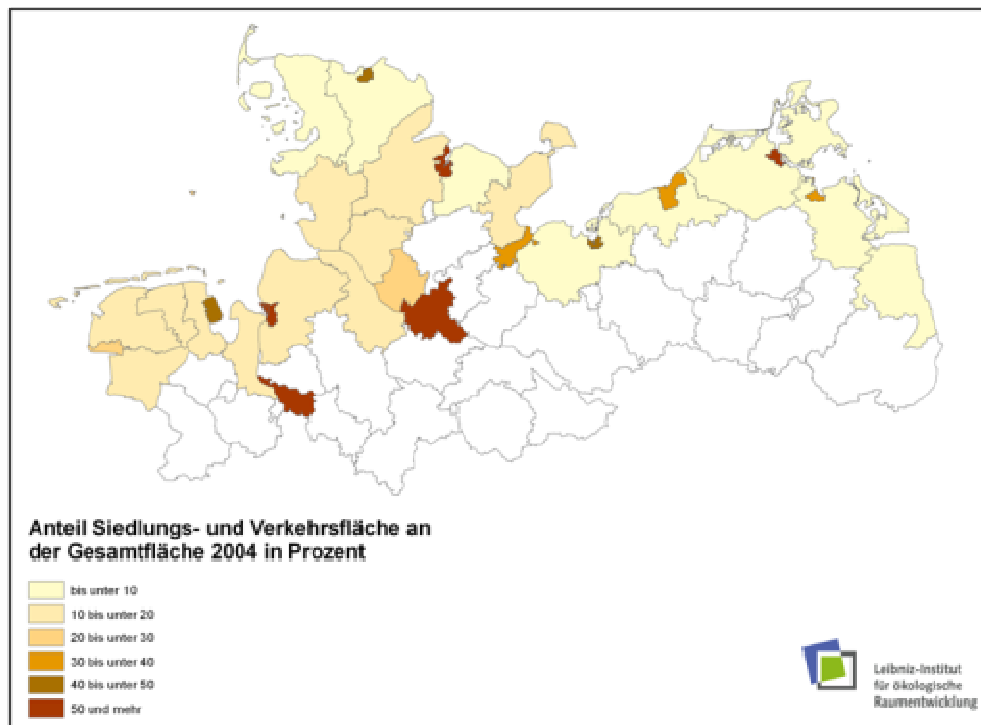 Anteil Siedlungs- und Verkehrsfläche an
der Gesamtfläche 2004 in Prozent
bis unter 10
10 bis unter 20
20 bis unter 30
30 bis unter 40
40 bis unter 50
50 und mehr
Leibniz-Institut
für ökologische
Raumentwicklung